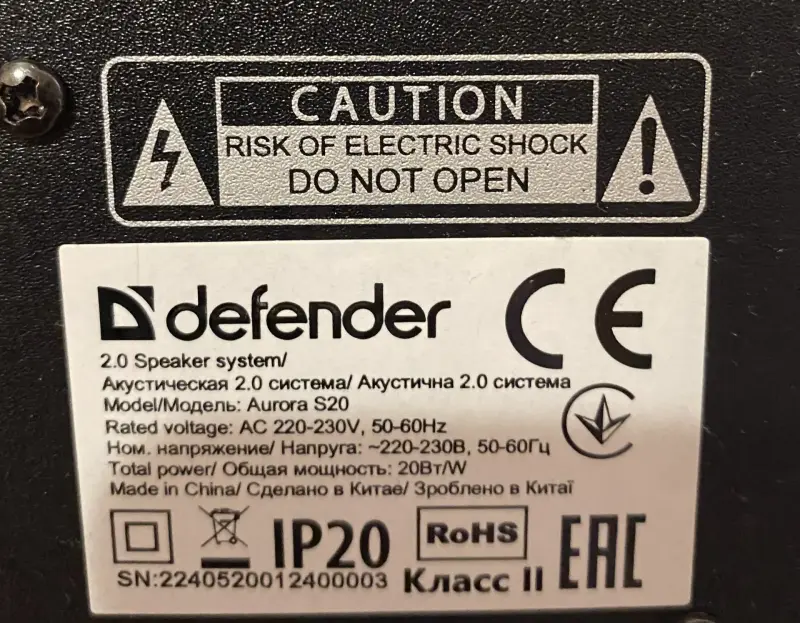 CAUTION
RISK OF ELECTRIC SHOCK
DO NOT OPEN
defender CE
2.0 Speaker system/
Акустическая 2.0 система/ Акустична 2.0 система
Model/Модель: Aurora S20
Rated voltage: AC 220-230V, 50-60Hz
Ном. напряжение/ Напруга: ~220-230В, 50-60Гц
Total power/ Общая мощность: 20Вт/W
Made in China/ Сделано в Китае/ Зроблено в Китаї
IP20 RoHS EAC
SN:2240520012400003 Класс II